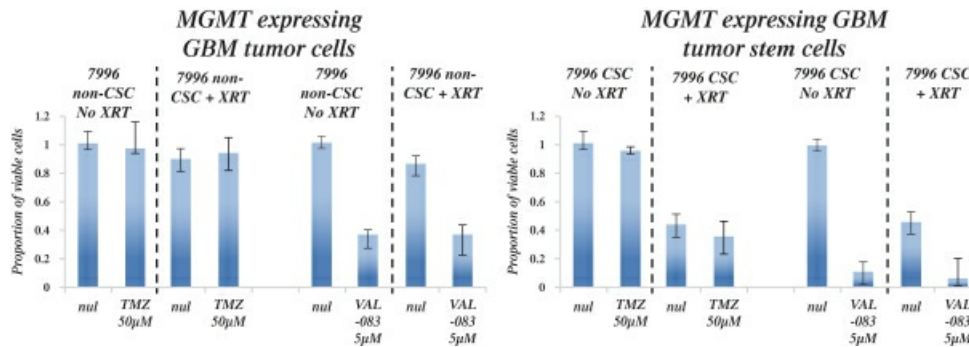 MGMT expressing
GBM tumor cells
7996
non-CSC
No XRT
7996 non-
CSC + XRT
7996
non-CSC
No XRT
7996 non-
CSC + XRT
Proportion of viable cells
1.2
1
0.8
0.6
0.4
0.2
0
nul
TMZ
50µM
nul
TMZ
50µM
nul
VAL
-083
5µM
nul
VAL
-083
5µM
MGMT expressing GBM
tumor stem cells
7996 CSC
No XRT
7996 CSC
+ XRT
7996 CSC
No XRT
7996 CSC
+ XRT
Proportion of viable cells
1.2
1
0.8
0.6
0.4
0.2
0
nul
TMZ
50µM
nul
TMZ
50µM
nul
VAL
-083
5µM
nul
VAL
-083
5µM